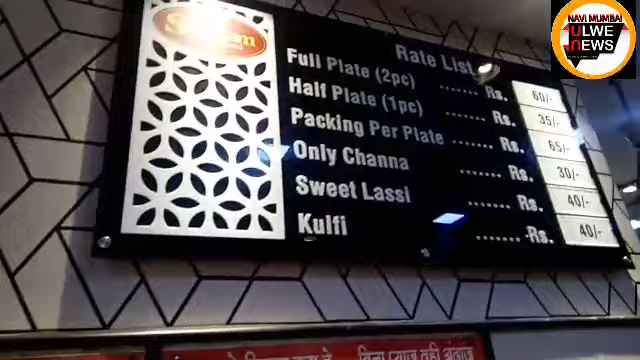 NAVI MUMBAI
ULWE
NEWS
Rate List
Full Plate (2pc) ....... Rs. 60/-
Half Plate (1pc) ....... Rs. 35/-
Packing Per Plate ....... Rs. 65/-
Only Channa ....... Rs. 30/-
Sweet Lassi ....... Rs. 40/-
Kulfi ........ Rs. 40/-
बिना प्याज नही अंदाज